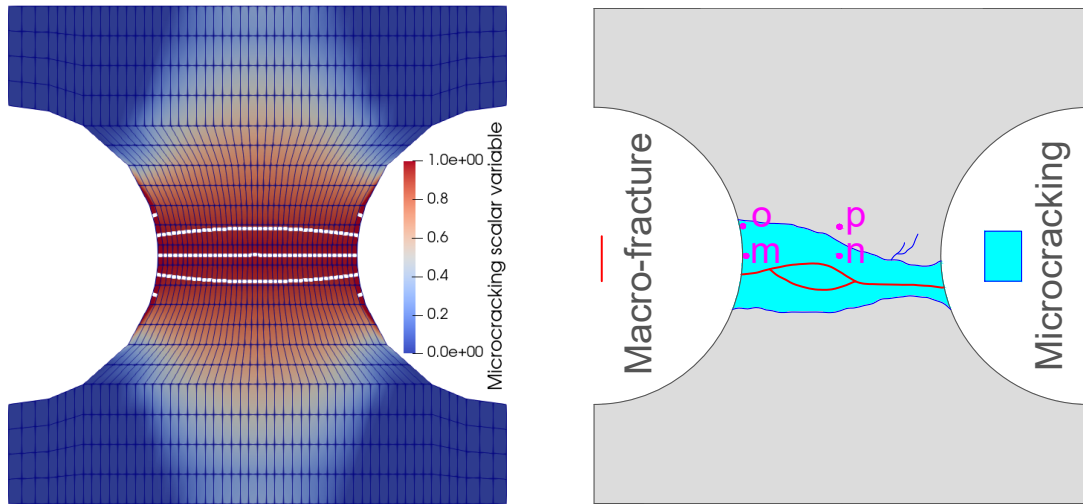 Microcracking scalar variable
1.0e+00
0.8
0.6
0.4
0.2
0.0e+00
Macro-fracture
o
p
m
n
Microcracking